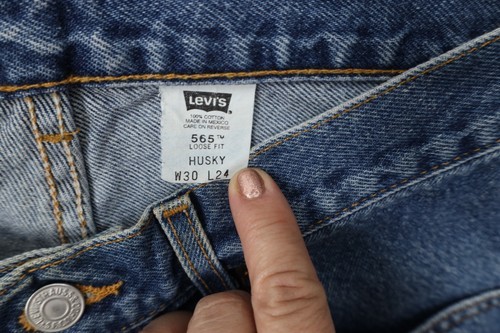 LEVI'S
100% COTTON
MADE IN MEXICO
CARE ON REVERSE
565™
LOOSE FIT
HUSKY
W30 L24